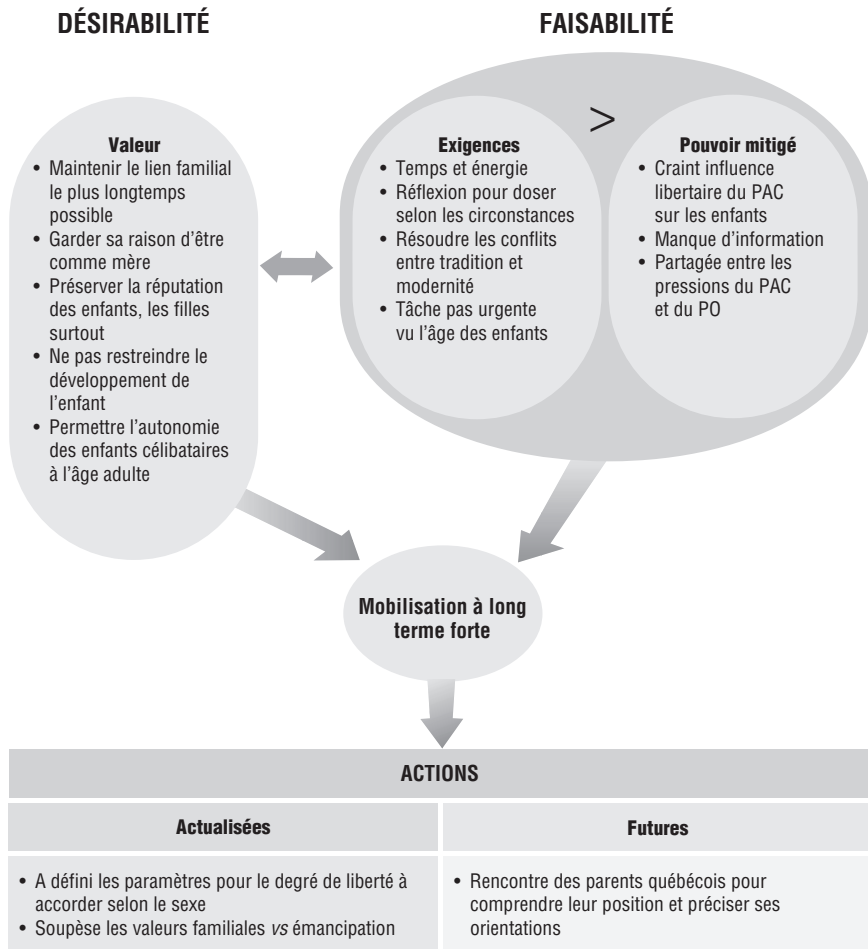 DÉSIRABILITÉ
FAISABILITÉ
Valeur
• Maintenir le lien familial
le plus longtemps
possible
• Garder sa raison d'être
comme mère
• Préserver la réputation
des enfants, les filles
surtout
• Ne pas restreindre le
développement de
l'enfant
• Permettre l'autonomie
des enfants célibataires
à l'âge adulte
>
Exigences
• Temps et énergie
• Réflexion pour doser
selon les circonstances
• Résoudre les conflits
entre tradition et
modernité
• Tâche pas urgente
vu l'âge des enfants
Pouvoir mitigé
• Craint influence
libertaire du PAC
sur les enfants
• Manque d'information
• Partagée entre les
pressions du PAC
et du PO
Mobilisation à long
terme forte
ACTIONS
Actualisées
Futures
• A défini les paramètres pour le degré de liberté à
accorder selon le sexe
• Soupèse les valeurs familiales vs émancipation
• Rencontre des parents québécois pour
comprendre leur position et préciser ses
orientations